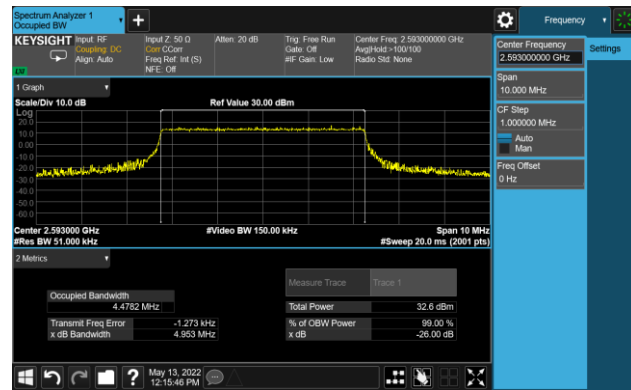 Spectrum Analyzer 1
Occupied BW
Frequency
KEYSIGHT
Input: RF
Coupling: DC
Align: Auto
Input Z: 50 Ω
Corr CCorr
Freq Ref: Int (S)
NFE: Off
Atten: 20 dB
Trig: Free Run
Gate: Off
#IF Gain: Low
Center Freq: 2.593000000 GHz
Avg|Hold:>100/100
Radio Std: None
Center Frequency
2.593000000 GHz
Settings
Span
10.000 MHz
CF Step
1.000000 MHz
Auto
Man
Freq Offset
0 Hz
1 Graph
Scale/Div 10.0 dB
Ref Value 30.00 dBm
Log
20.0
10.0
0.00
-10.0
-20.0
-30.0
-40.0
-50.0
-60.0
Center 2.593000 GHz
#Video BW 150.00 kHz
Span 10 MHz
#Res BW 51.000 kHz
#Sweep 20.0 ms (2001 pts)
2 Metrics
Measure Trace
Trace 1
Occupied Bandwidth
4.4782 MHz
Total Power
32.6 dBm
Transmit Freq Error
-1.273 kHz
% of OBW Power
99.00 %
x dB Bandwidth
4.953 MHz
x dB
-26.00 dB
May 13, 2022
12:15:46 PM